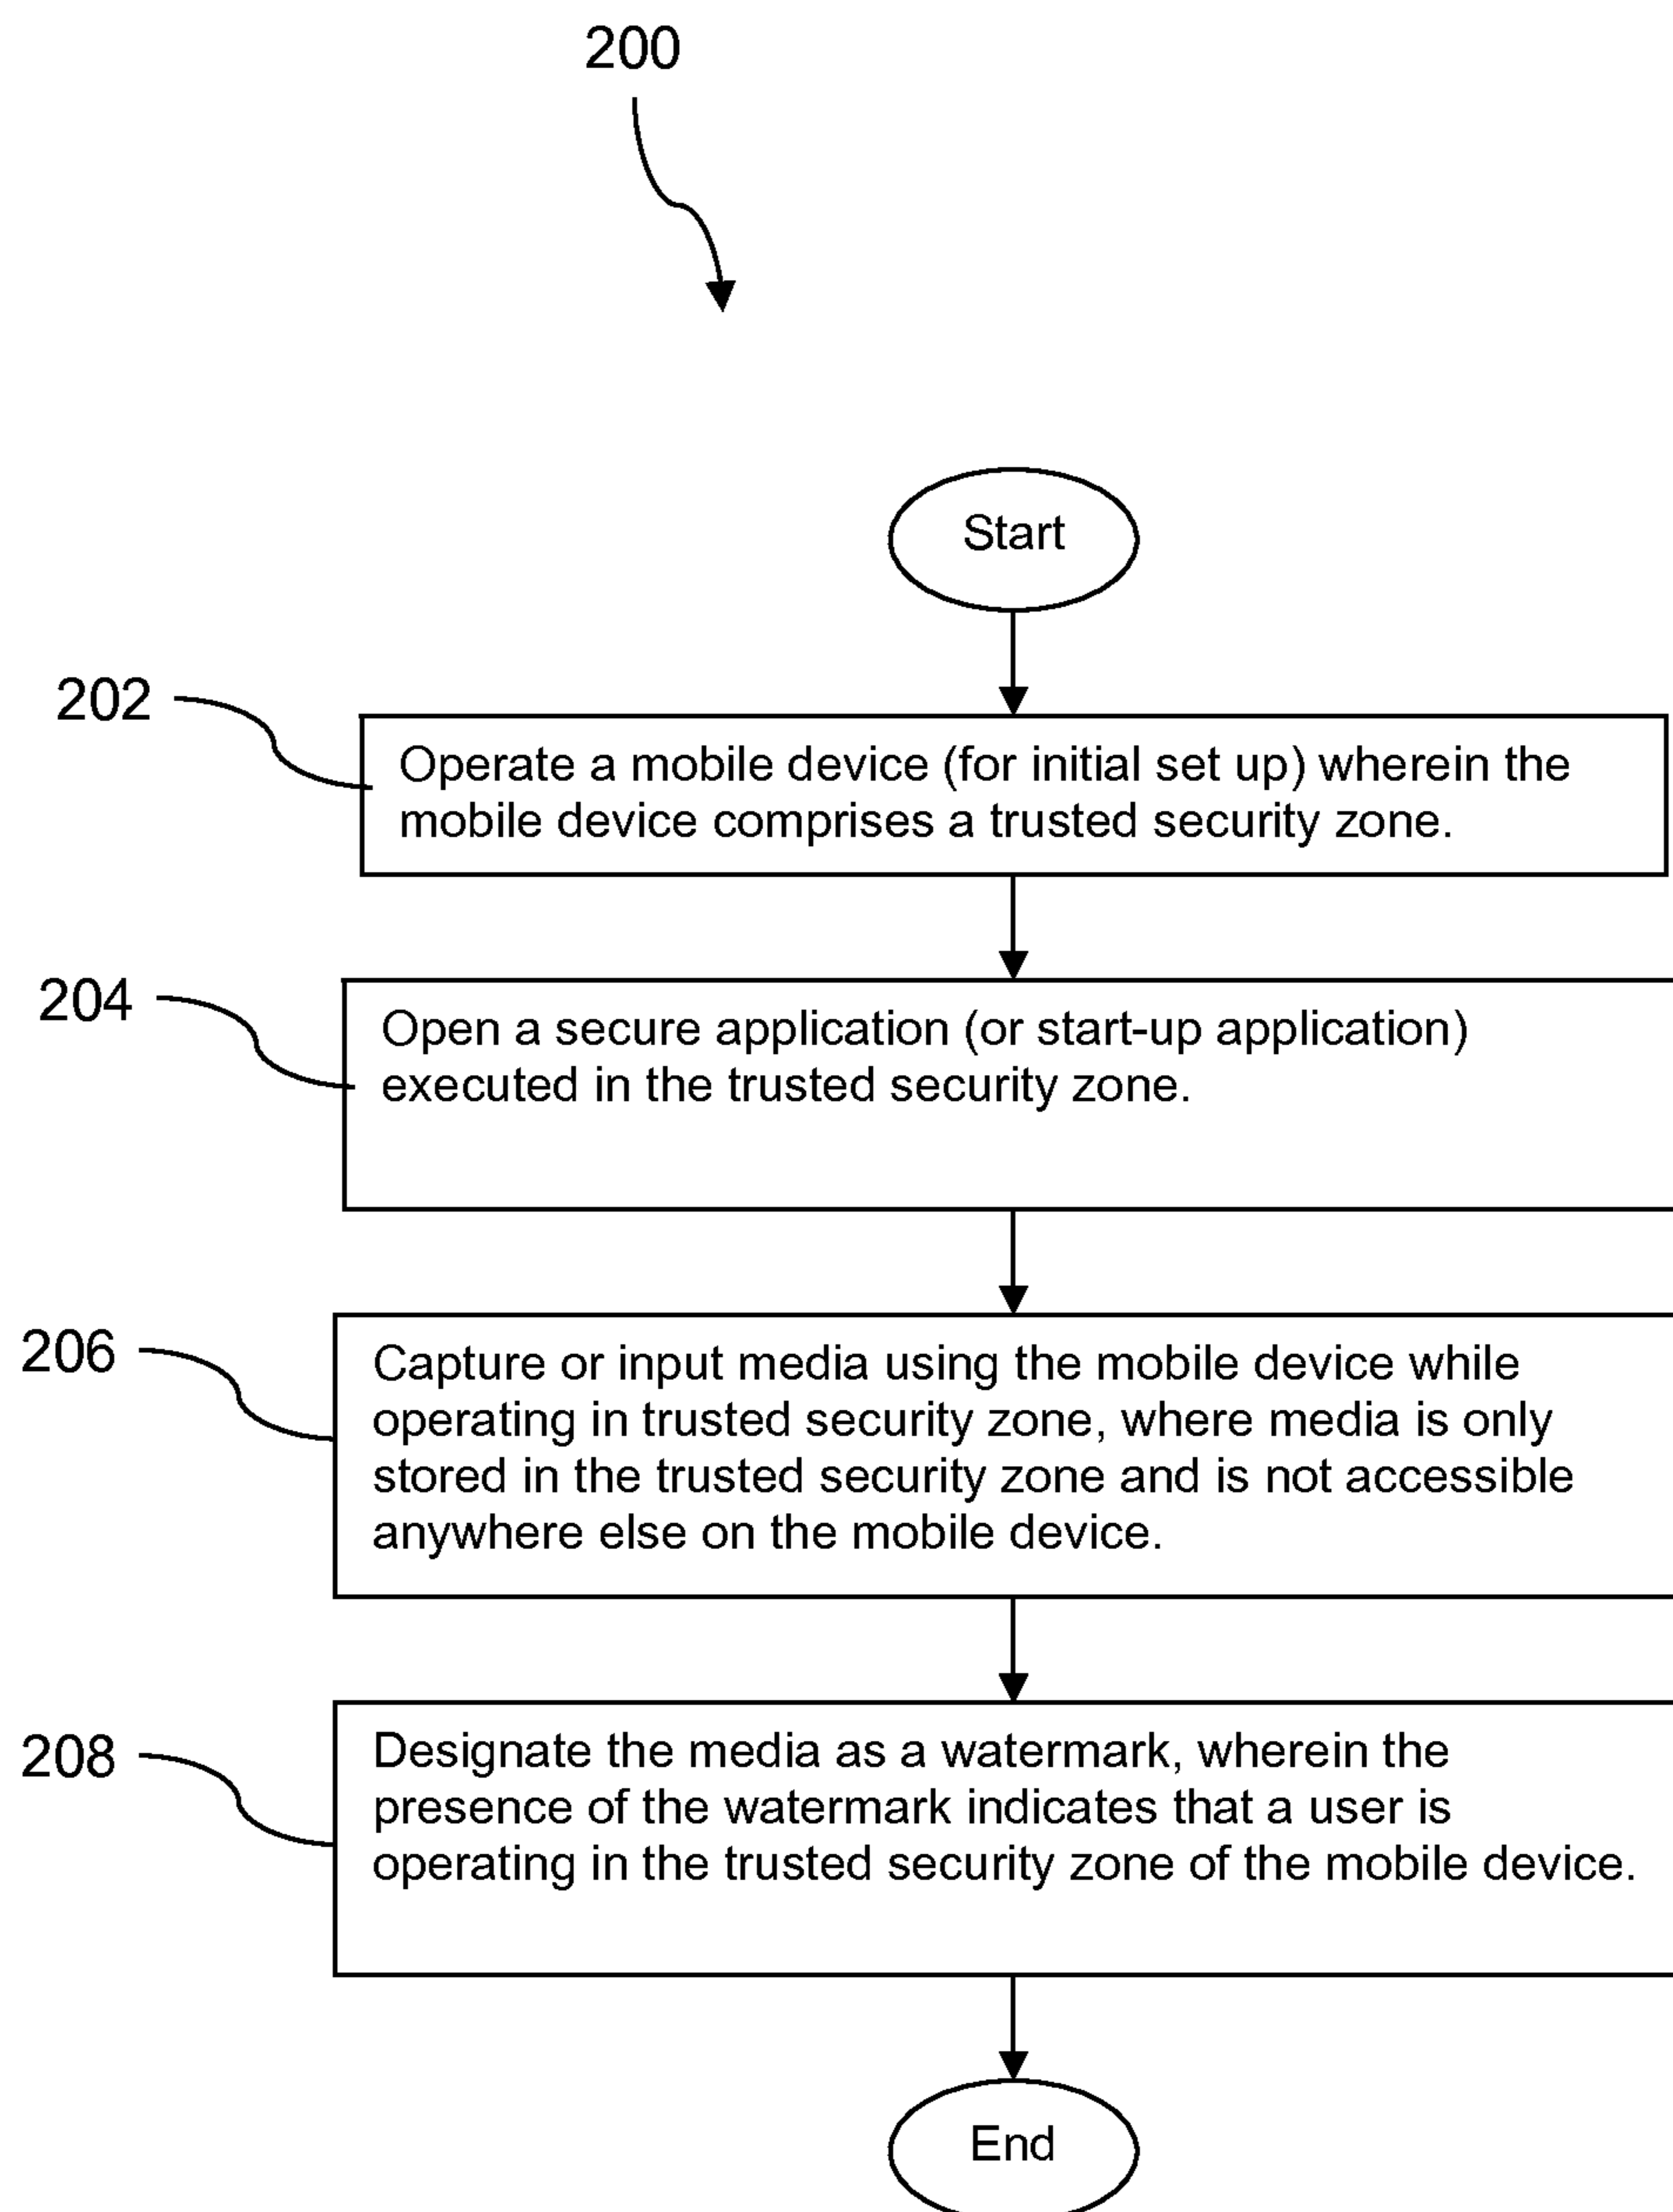 200
Start
202
Operate a mobile device (for initial set up) wherein the
mobile device comprises a trusted security zone.
204
Open a secure application (or start-up application)
executed in the trusted security zone.
206
Capture or input media using the mobile device while
operating in trusted security zone, where media is only
stored in the trusted security zone and is not accessible
anywhere else on the mobile device.
208
Designate the media as a watermark, wherein the
presence of the watermark indicates that a user is
operating in the trusted security zone of the mobile device.
End